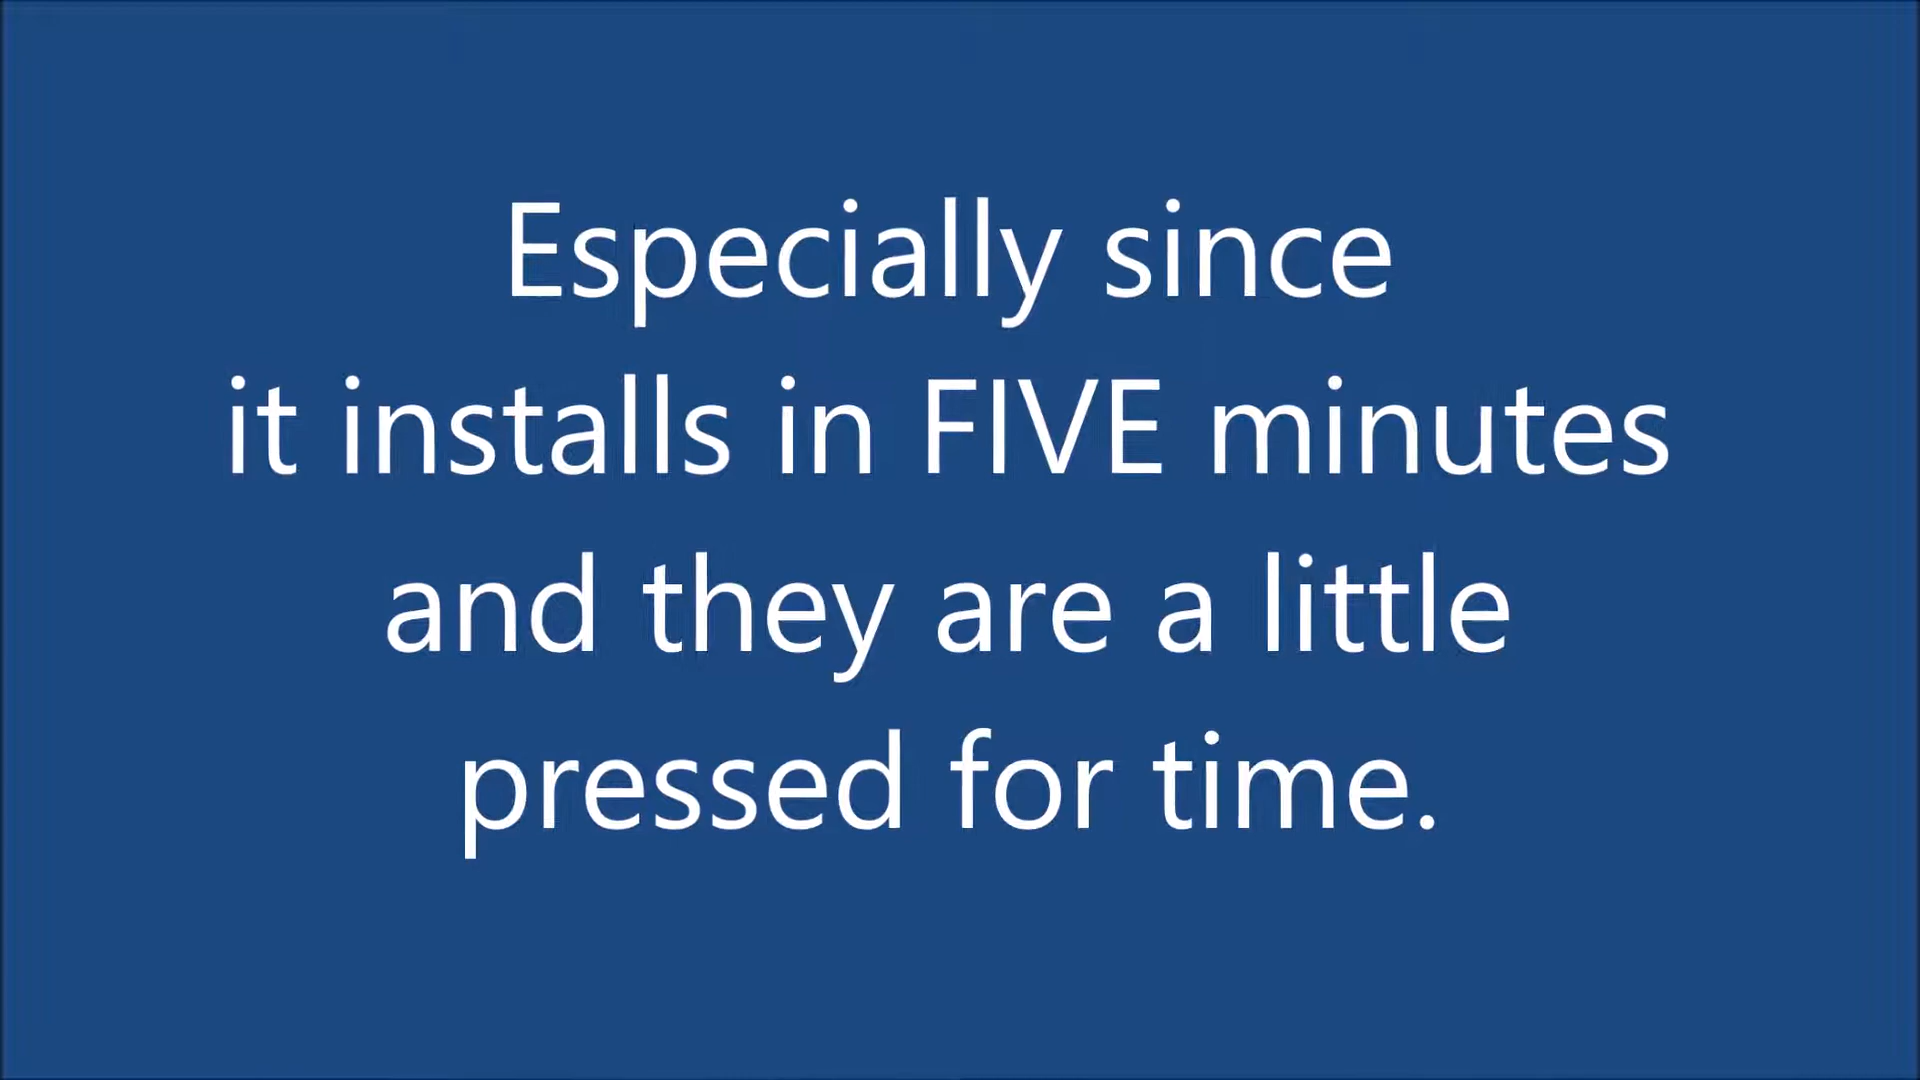 Especially since
it installs in FIVE minutes
and they are a little
pressed for time.